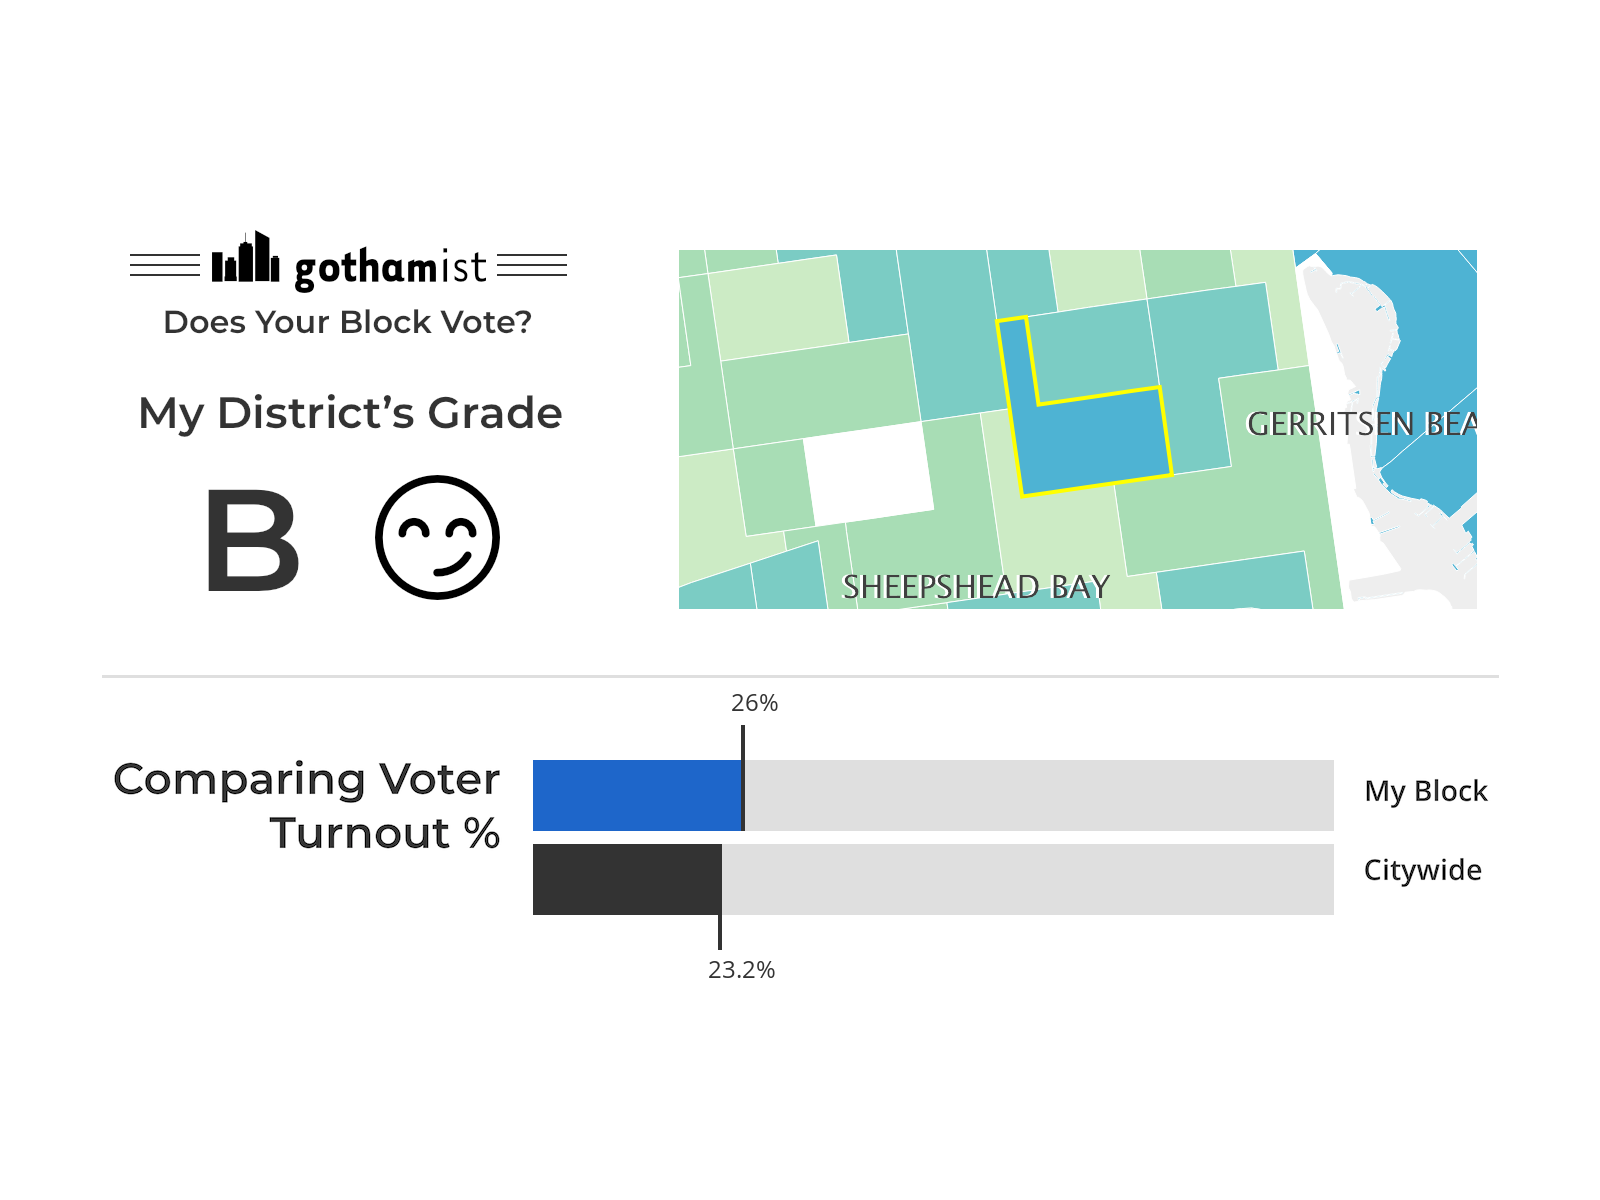 gothamist
Does Your Block Vote?
My District's Grade
B
GERRITSEN BEA
SHEEPSHEAD BAY
26%
Comparing Voter
Turnout %
My Block
Citywide
23.2%